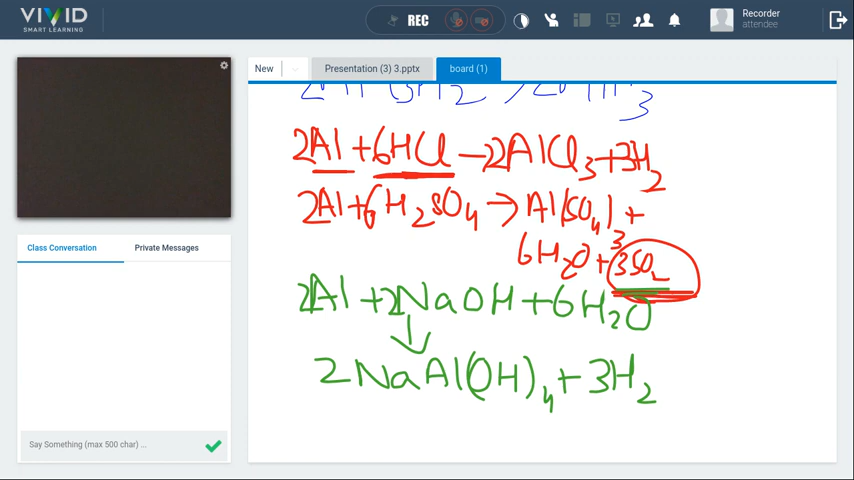 VIVID
SMART LEARNING
REC
Recorder
attendee
New
Presentation (3) 3.pptx
board (1)
2Al+6HCl—2AlCl3+3H2
2Al+6H2SO4→Al(SO4)3+
6H2O+3SO2
2Al+2NaOH+6H2O
↓
2NaAl(OH)4+3H2
Class Conversation
Private Messages
Say Something (max 500 char) ...